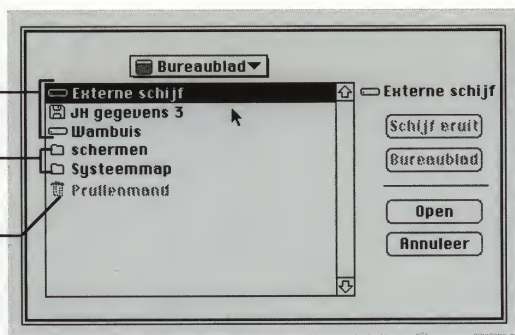 Bureaublad
Externe schijf
JH gegevens 3
Wambuis
schermen
Systeemmap
Prullenmand
Externe schijf
Schijf eruit
Bureaublad
Open
Annuleer